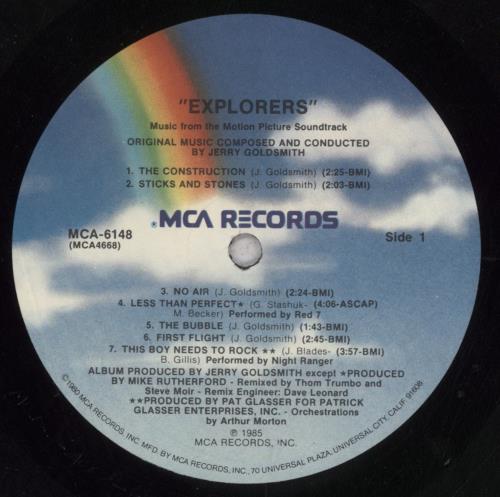 "EXPLORERS"
Music from the Motion Picture Soundtrack
ORIGINAL MUSIC COMPOSED AND CONDUCTED
BY JERRY GOLDSMITH
1. THE CONSTRUCTION (J. Goldsmith) (2:25-BMI)
2. STICKS AND STONES (J. Goldsmith) (2:03-BMI)
MCA RECORDS
MCA-6148
(MCA4668)
Side 1
3. NO AIR (J. Goldsmith) (2:24-BMI)
4. LESS THAN PERFECT★ (G. Stashuk- (4:06-ASCAP)
M. Becker) Performed by Red 7
5. THE BUBBLE (J. Goldsmith) (1:43-BMI)
6. FIRST FLIGHT (J. Goldsmith) (2:45-BMI)
7. THIS BOY NEEDS TO ROCK ★★ (J. Blades- (3:57-BMI)
B. Gillis) Performed by Night Ranger
ALBUM PRODUCED BY JERRY GOLDSMITH except ★PRODUCED
BY MIKE RUTHERFORD - Remixed by Thom Trumbo and
Steve Moir - Remix Engineer: Dave Leonard
★★PRODUCED BY PAT GLASSER FOR PATRICK
GLASSER ENTERPRISES, INC. - Orchestrations
by Arthur Morton
℗ 1985
MCA RECORDS, INC.
©1980 MCA RECORDS, INC. MFD. BY MCA RECORDS, INC., 70 UNIVERSAL PLAZA, UNIVERSAL CITY, CALIF. 91608